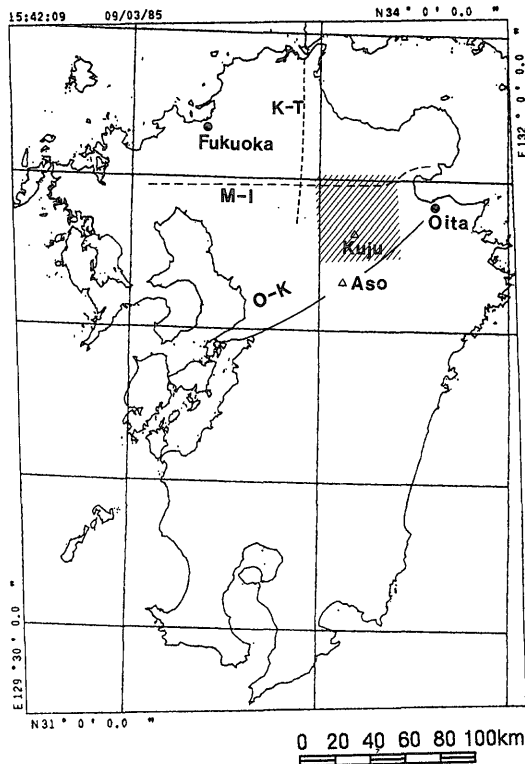 15:42:09 09/03/85 N34° 0' 0.0 "
E132° 0' 0.0 "
K-T
Fukuoka
M-I
Oita
Kuju
O-K
Aso
E129°30' 0.0 "
N31° 0' 0.0 "
0 20 40 60 80 100km